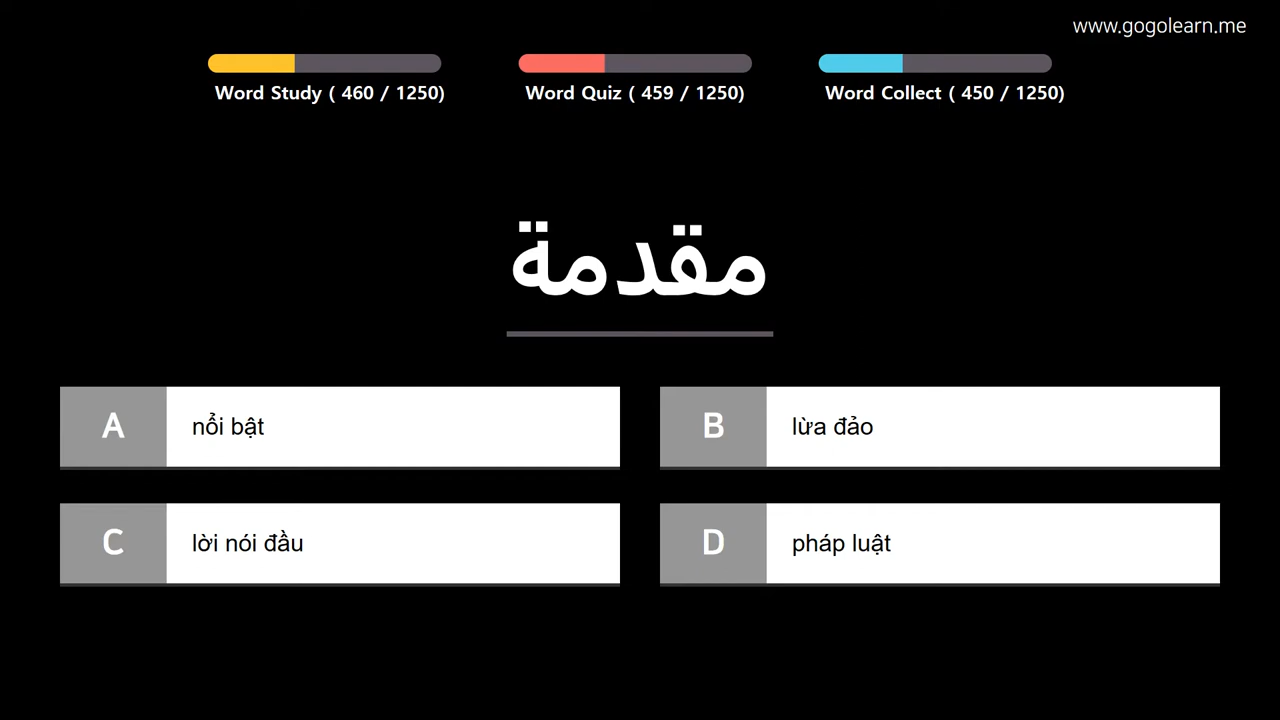 www.gogolearn.me
Word Study ( 460 / 1250)
Word Quiz ( 459 / 1250)
Word Collect ( 450 / 1250)
مقدمة
A
nổi bật
B
lừa đảo
C
lời nói đầu
D
pháp luật